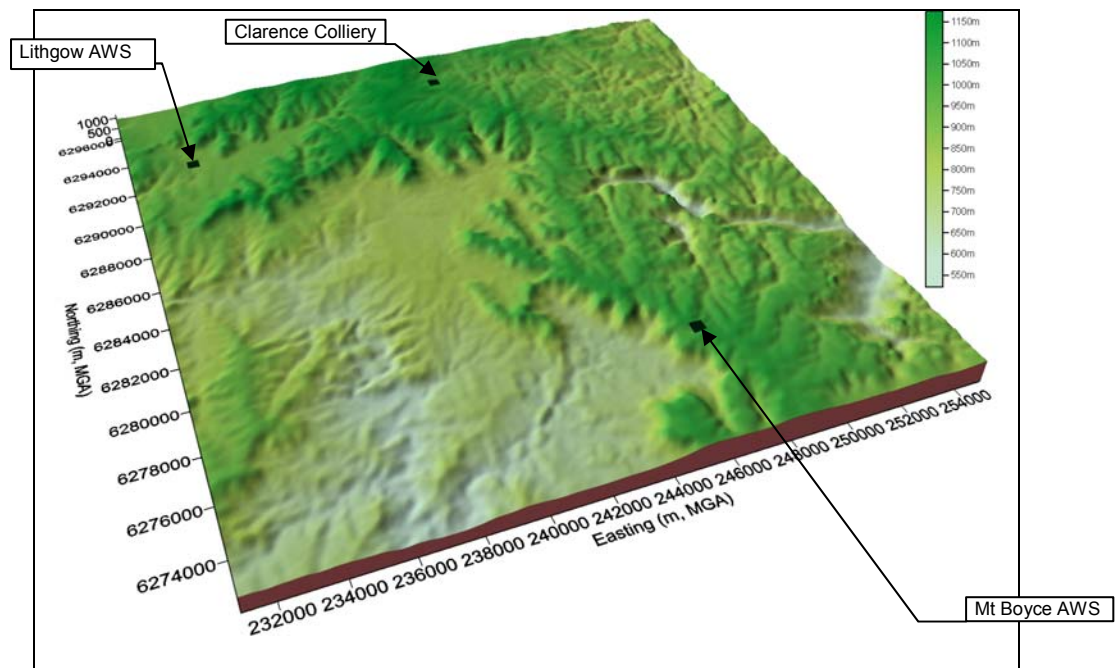 Clarence Colliery
Lithgow AWS
1150m
1100m
1050m
1000m
950m
900m
850m
800m
750m
700m
650m
600m
550m
1000
500
0
6296000
6294000
6292000
6290000
6288000
6286000
6284000
6282000
6280000
6278000
6276000
6274000
Northing (m, MGA)
232000 234000 236000 238000 240000 242000 244000 246000 248000 250000 252000 254000
Easting (m, MGA)
Mt Boyce AWS